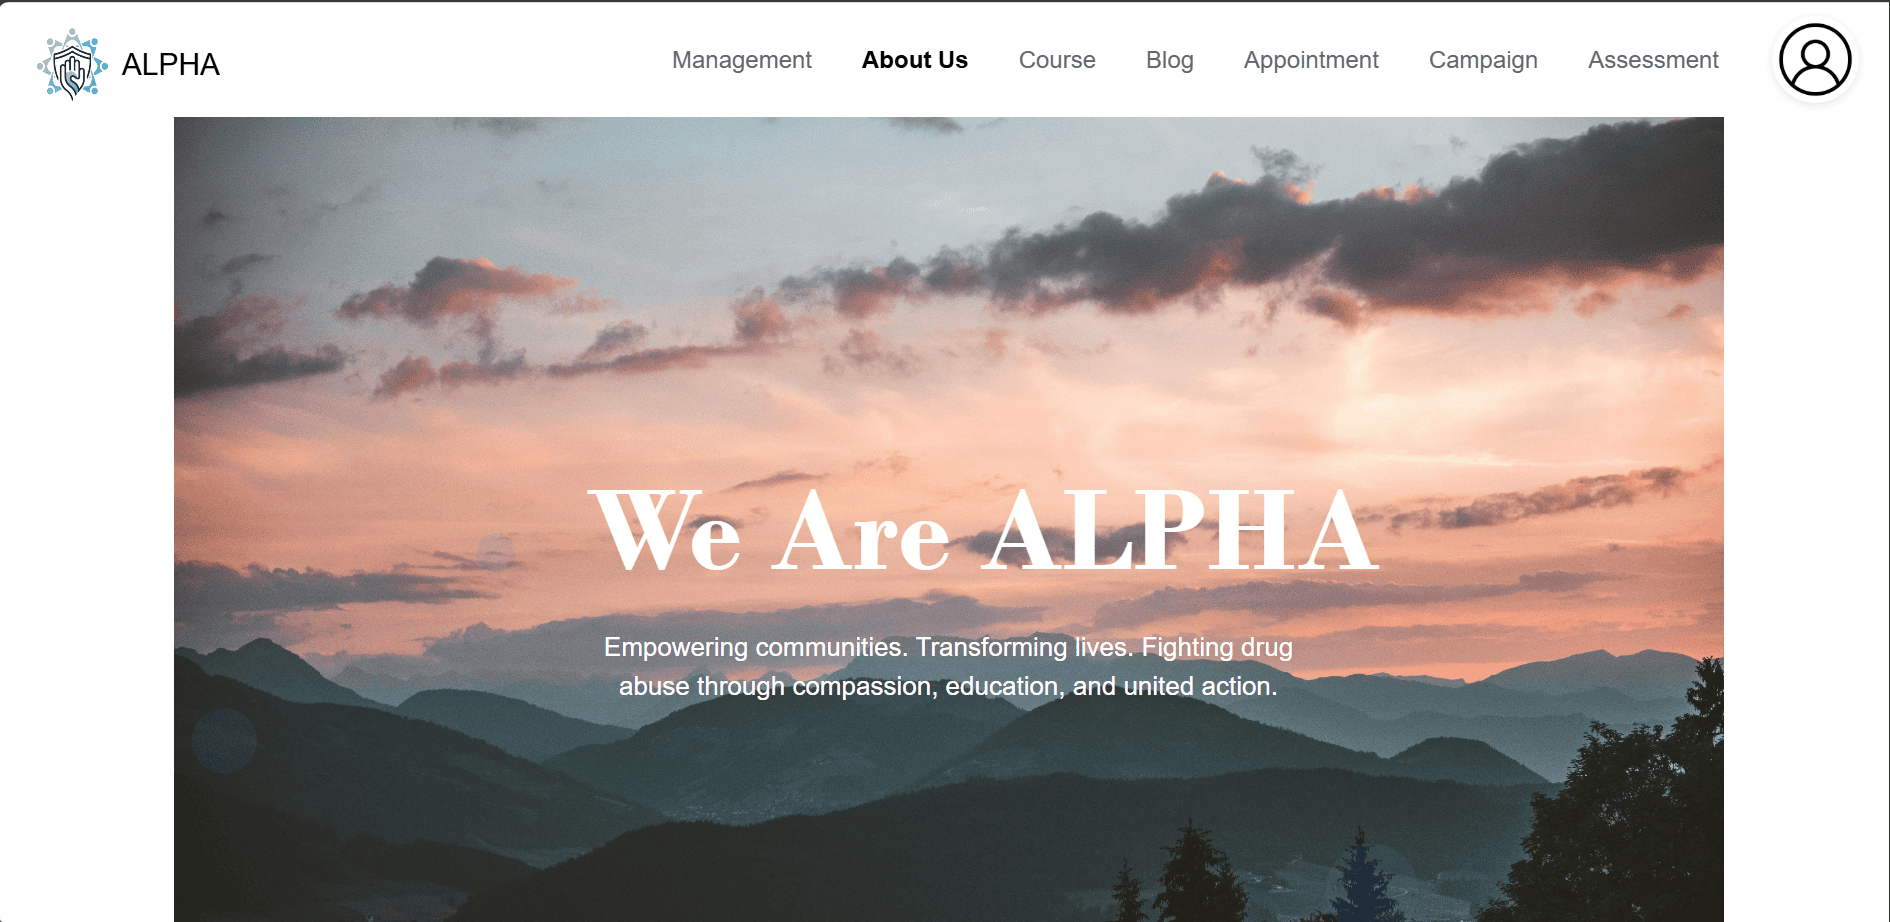 ALPHA
Management
About Us
Course
Blog
Appointment
Campaign
Assessment
We Are ALPHA
Empowering communities. Transforming lives. Fighting drug
abuse through compassion, education, and united action.